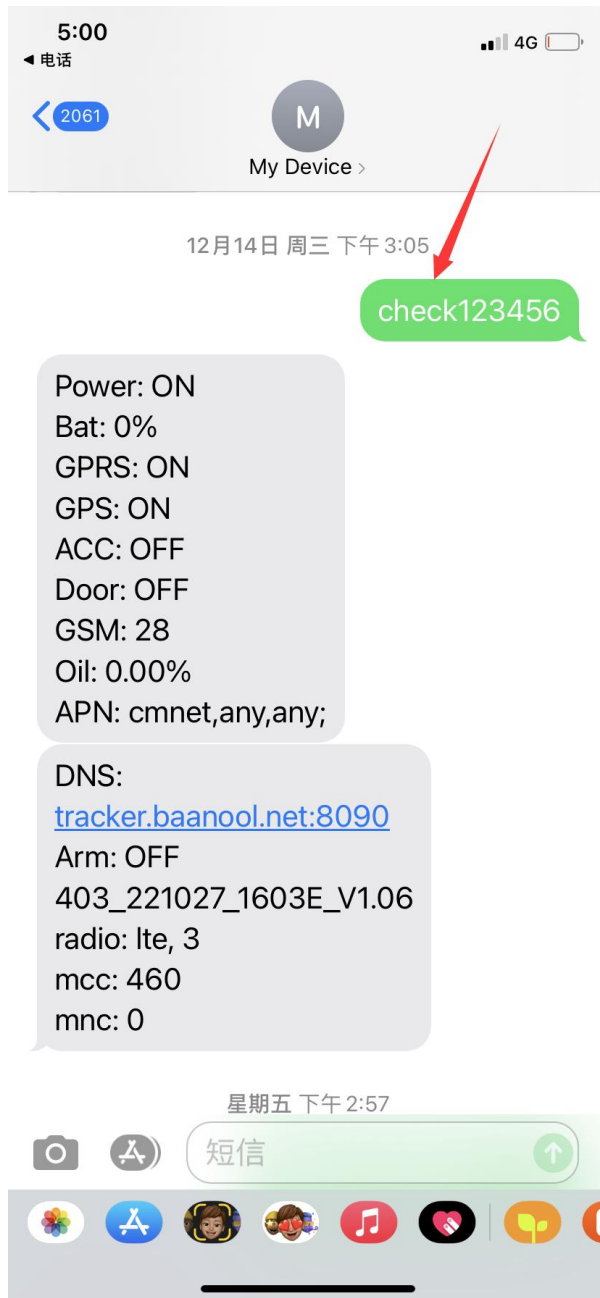 5:00
4G
◀ 电话
2061
M
My Device >
12月14日 周三 下午 3:05
check123456
Power: ON
Bat: 0%
GPRS: ON
GPS: ON
ACC: OFF
Door: OFF
GSM: 28
Oil: 0.00%
APN: cmnet,any,any;
DNS:
tracker.baanool.net:8090
Arm: OFF
403_221027_1603E_V1.06
radio: lte, 3
mcc: 460
mnc: 0
星期五 下午 2:57
短信